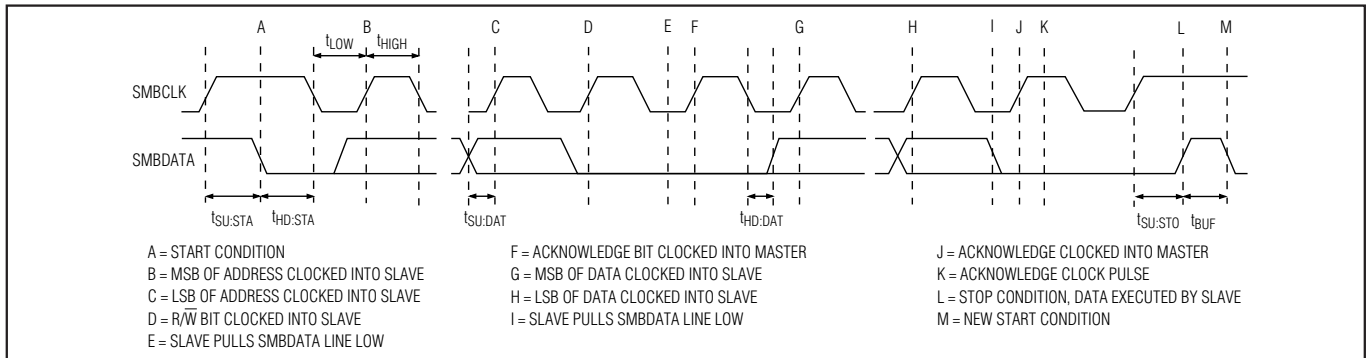 A B C D E F G H I J K L M
tLOW tHIGH
SMBCLK
SMBDATA
tSU:STA tHD:STA tSU:DAT tHD:DAT tSU:STO tBUF
A = START CONDITION
B = MSB OF ADDRESS CLOCKED INTO SLAVE
C = LSB OF ADDRESS CLOCKED INTO SLAVE
D = R/W̅ BIT CLOCKED INTO SLAVE
E = SLAVE PULLS SMBDATA LINE LOW
F = ACKNOWLEDGE BIT CLOCKED INTO MASTER
G = MSB OF DATA CLOCKED INTO SLAVE
H = LSB OF DATA CLOCKED INTO SLAVE
I = SLAVE PULLS SMBDATA LINE LOW
J = ACKNOWLEDGE CLOCKED INTO MASTER
K = ACKNOWLEDGE CLOCK PULSE
L = STOP CONDITION, DATA EXECUTED BY SLAVE
M = NEW START CONDITION